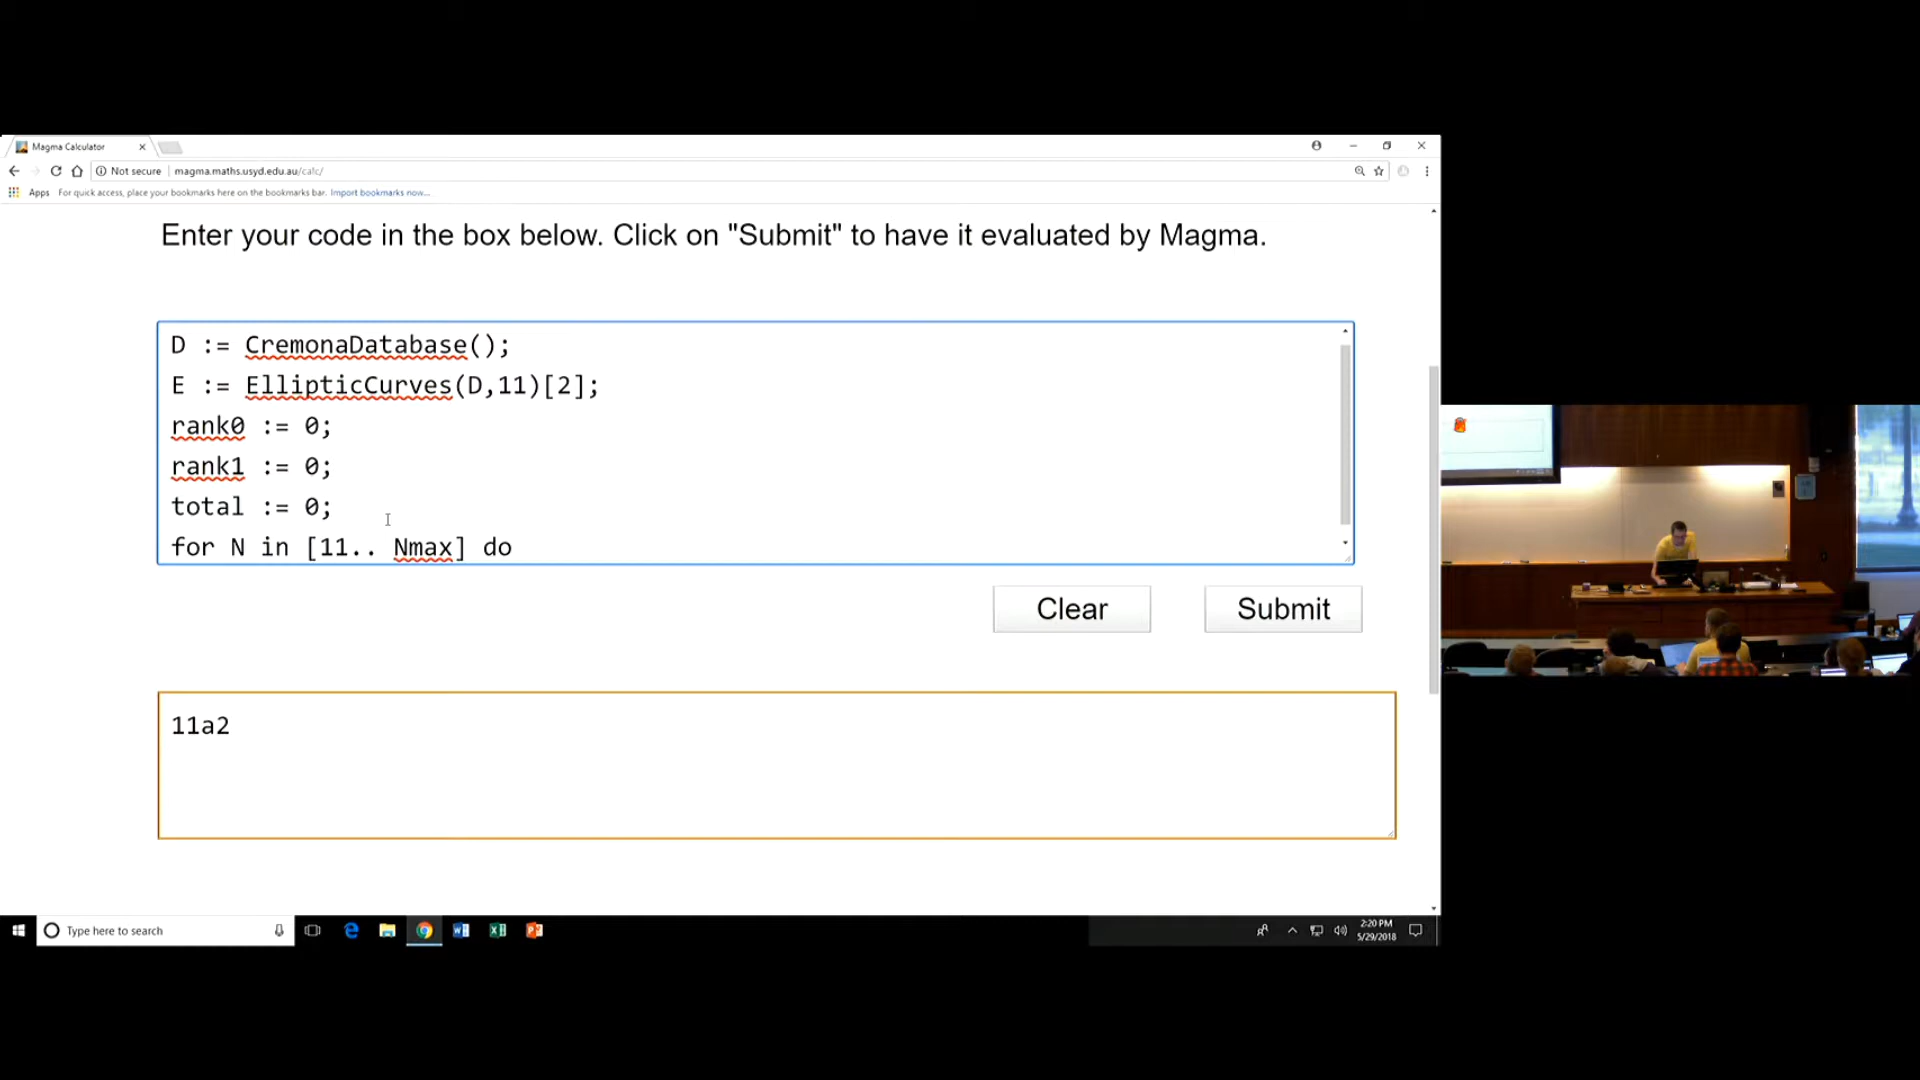 Magma Calculator
Not secure magma.maths.usyd.edu.au/calc/
Apps For quick access, place your bookmarks here on the bookmarks bar. Import bookmarks now...
Enter your code in the box below. Click on "Submit" to have it evaluated by Magma.
D := CremonaDatabase();
E := EllipticCurves(D,11)[2];
rank0 := 0;
rank1 := 0;
total := 0;
for N in [11.. Nmax] do
Clear Submit
11a2
Type here to search
2:20 PM
5/29/2018